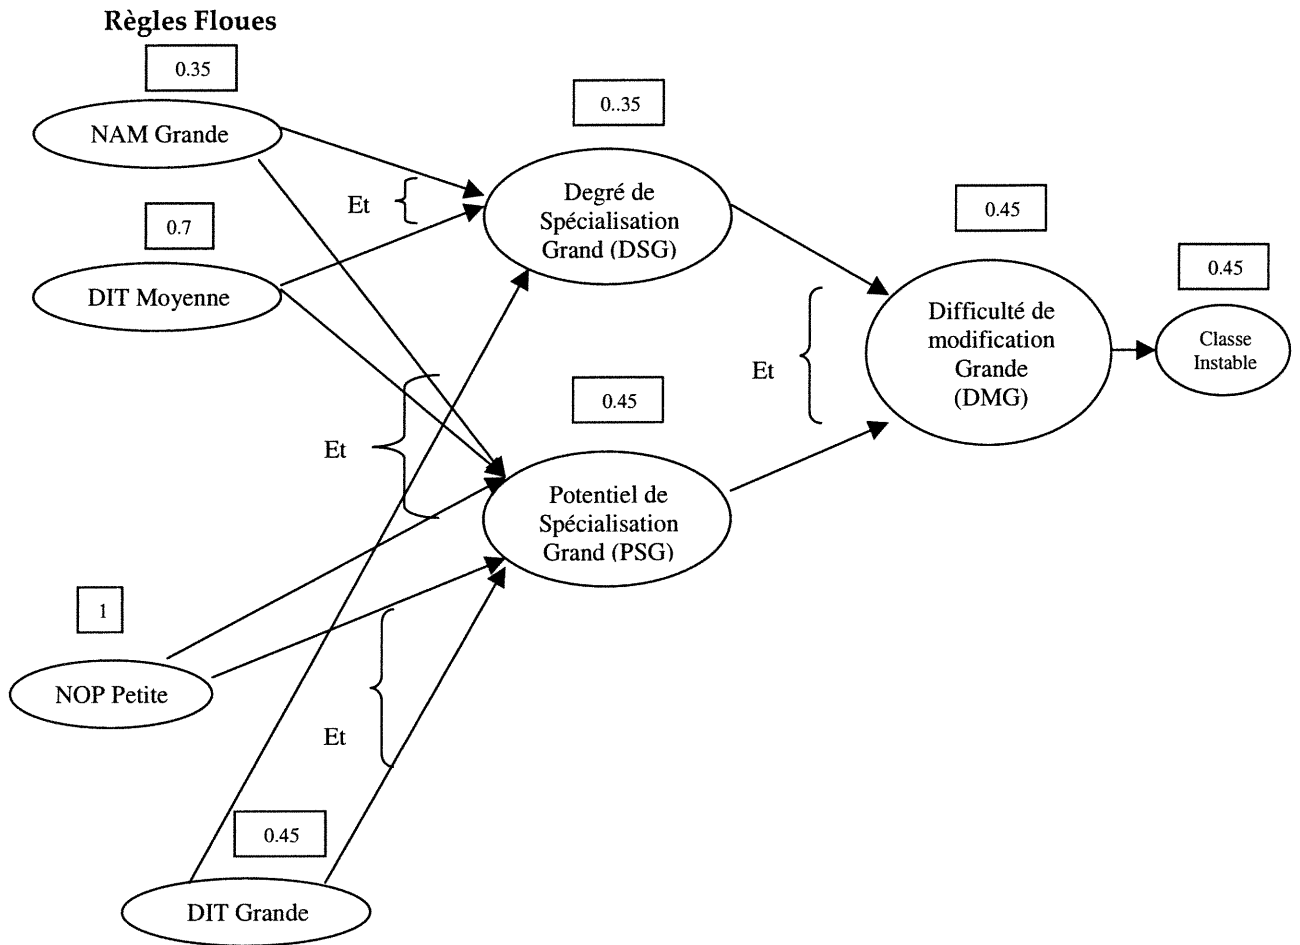 Règles Floues
0.35
NAM Grande
0..35
Degré de
Spécialisation
Grand (DSG)
Et
0.7
DIT Moyenne
0.45
Difficulté de
modification
Grande
(DMG)
0.45
Classe
Instable
Et
0.45
Et
Potentiel de
Spécialisation
Grand (PSG)
1
NOP Petite
Et
0.45
DIT Grande